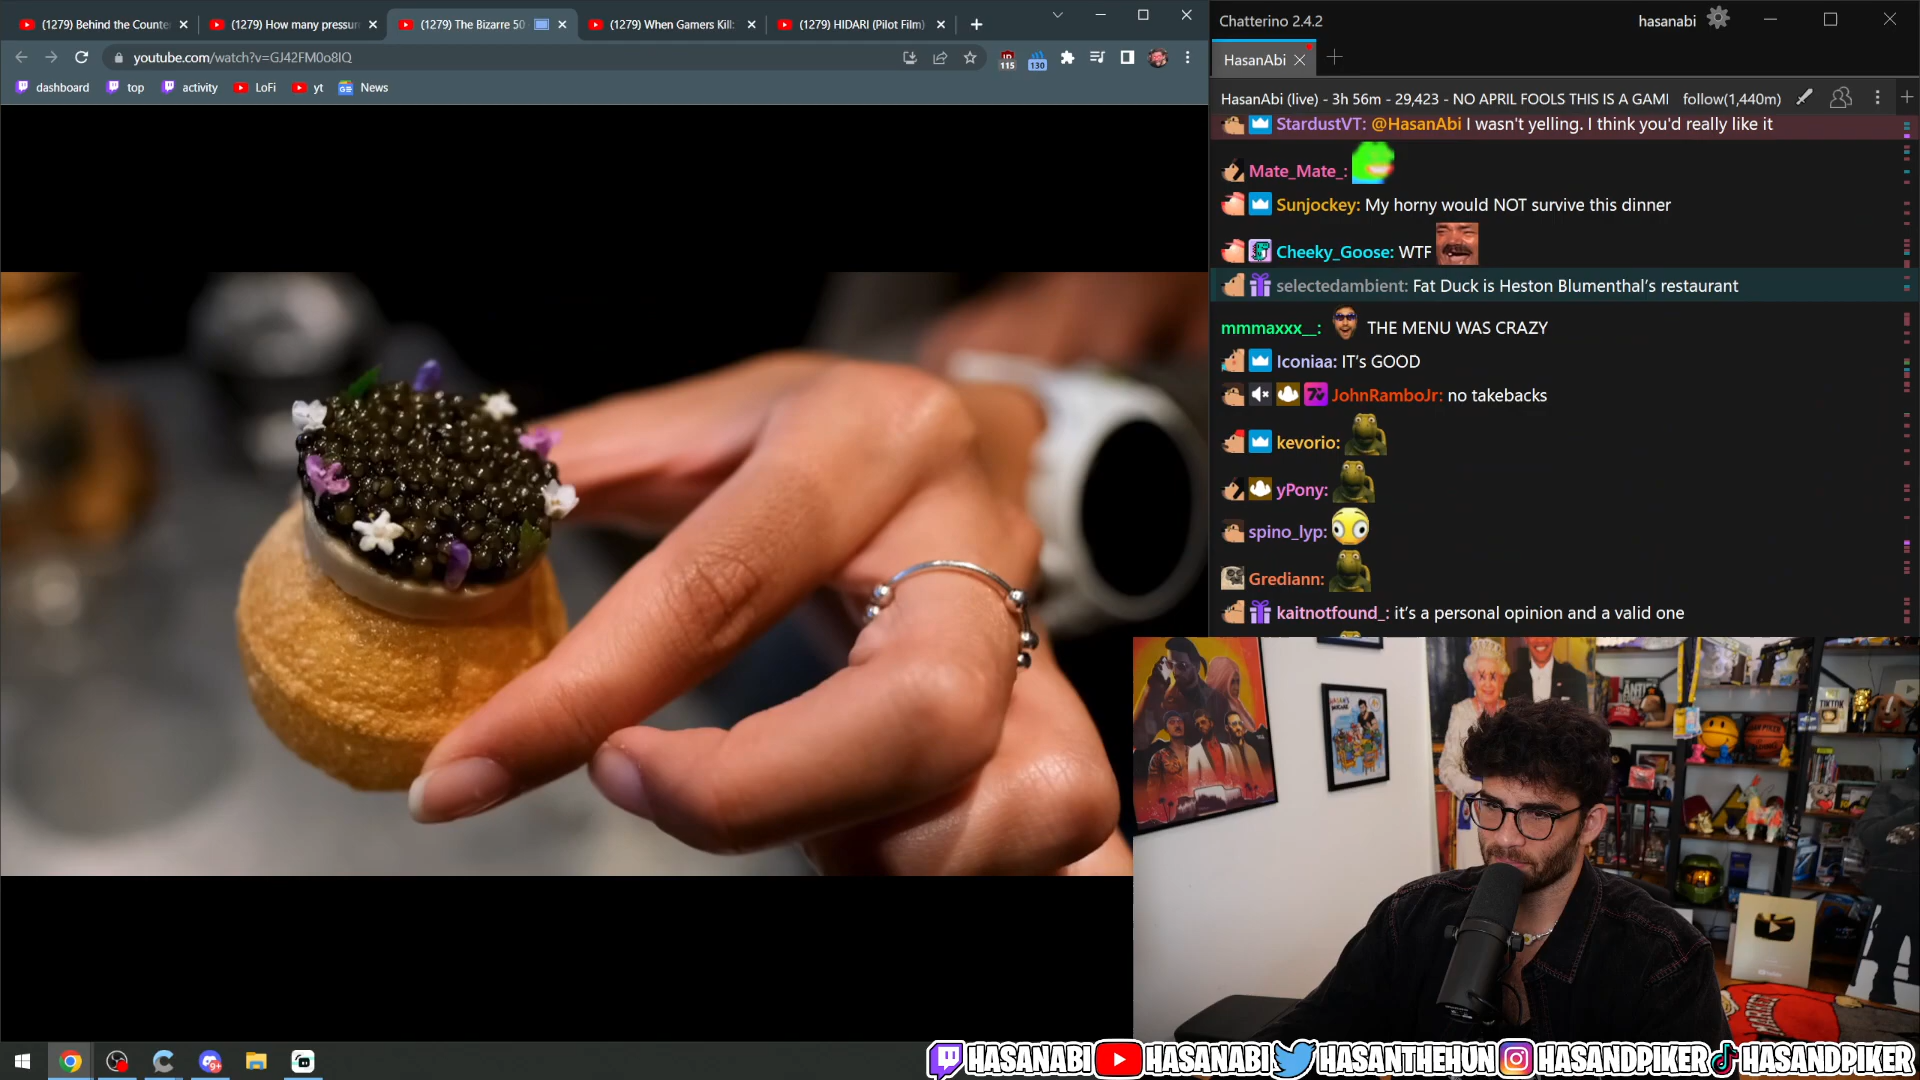 (1279) Behind the Counte
(1279) How many pressur
(1279) The Bizarre 50
(1279) When Gamers Kill:
(1279) HIDARI (Pilot Film)
youtube.com/watch?v=GJ42FM0o8IQ
115
130
dashboard
top
activity
LoFi
yt
News
Chatterino 2.4.2
hasanabi
HasanAbi
HasanAbi (live) - 3h 56m - 29,423 - NO APRIL FOOLS THIS IS A GAMI
follow(1,440m)
StardustVT: @HasanAbi I wasn't yelling. I think you'd really like it
Mate_Mate_:
Sunjockey: My horny would NOT survive this dinner
Cheeky_Goose: WTF
selectedambient: Fat Duck is Heston Blumenthal's restaurant
mmmaxxx__: THE MENU WAS CRAZY
Iconiaa: IT's GOOD
JohnRamboJr: no takebacks
kevorio:
yPony:
spino_lyp:
Grediann:
kaitnotfound_: it's a personal opinion and a valid one
TIKTOK
HASANABI
HASANABI
HASANTHEHUN
HASANDPIKER
HASANDPIKER